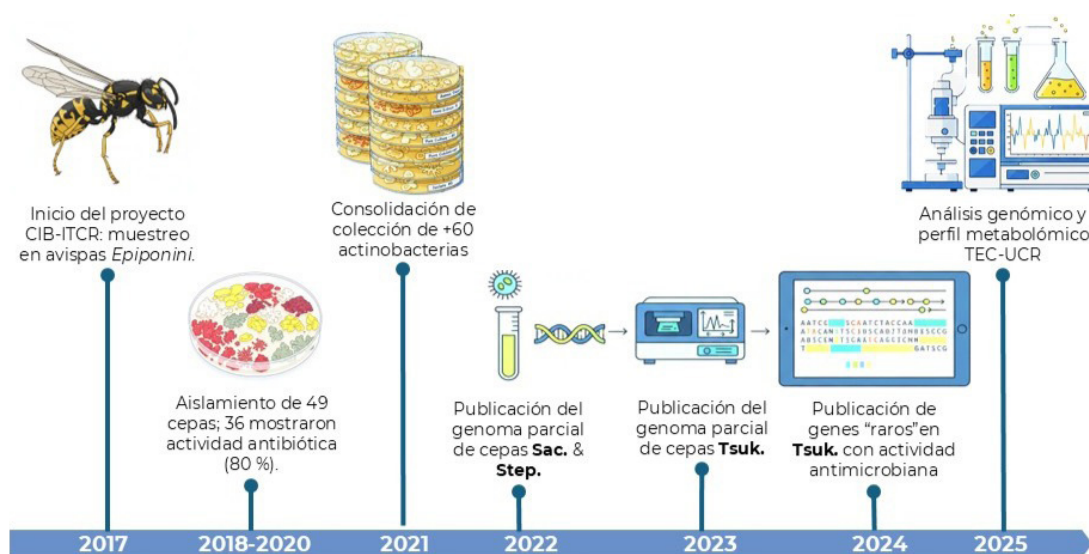 Inicio del proyecto
CIB-ITCR: muestreo
en avispas Epiponini.
Aislamiento de 49
cepas; 36 mostraron
actividad antibiótica
(80 %).
Consolidación de
colección de +60
actinobacterias
Publicación del
genoma parcial
de cepas Sac. &
Step.
Publicación del
genoma parcial
de cepas Tsuk.
Publicación de
genes “raros”en
Tsuk. con actividad
antimicrobiana
Análisis genómico y
perfil metabolómico
TEC-UCR
2017
2018-2020
2021
2022
2023
2024
2025